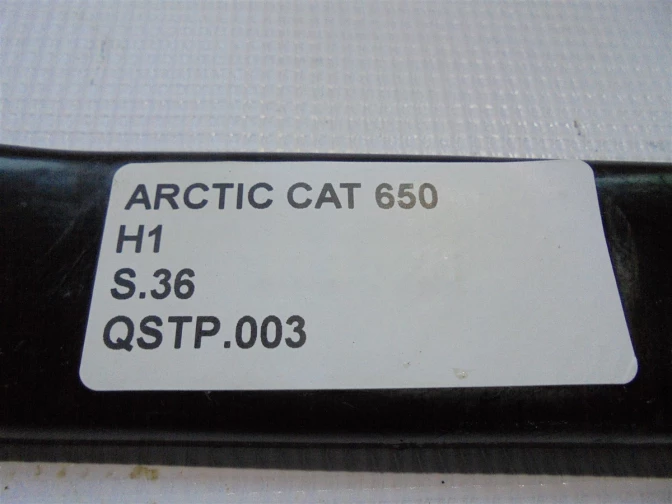 ARCTIC CAT 650
H1
S.36
QSTP.003